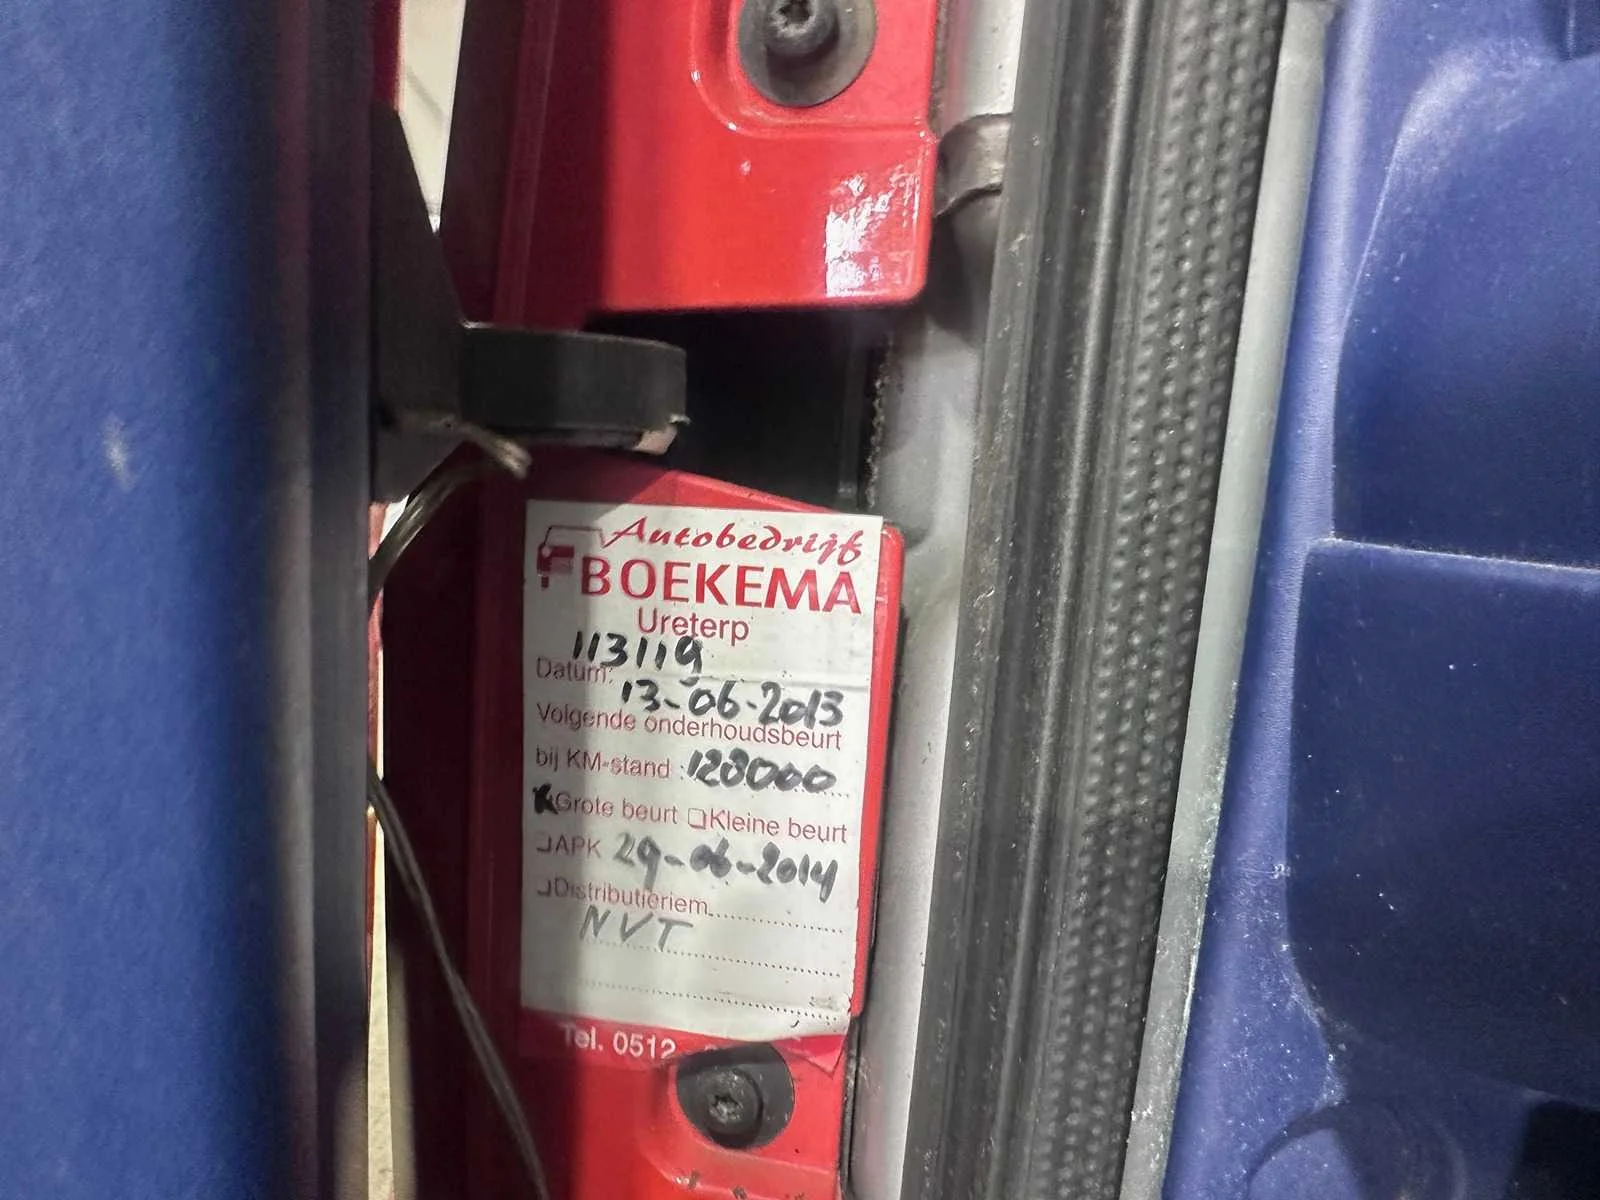 Autobedrijf
BOEKEMA
Ureterp
113119
Datum: 13-06-2013
Volgende onderhoudsbeurt
bij KM-stand: 128000
Grote beurt Kleine beurt
APK 29-06-2014
Distributieriem
NVT
Tel. 0512